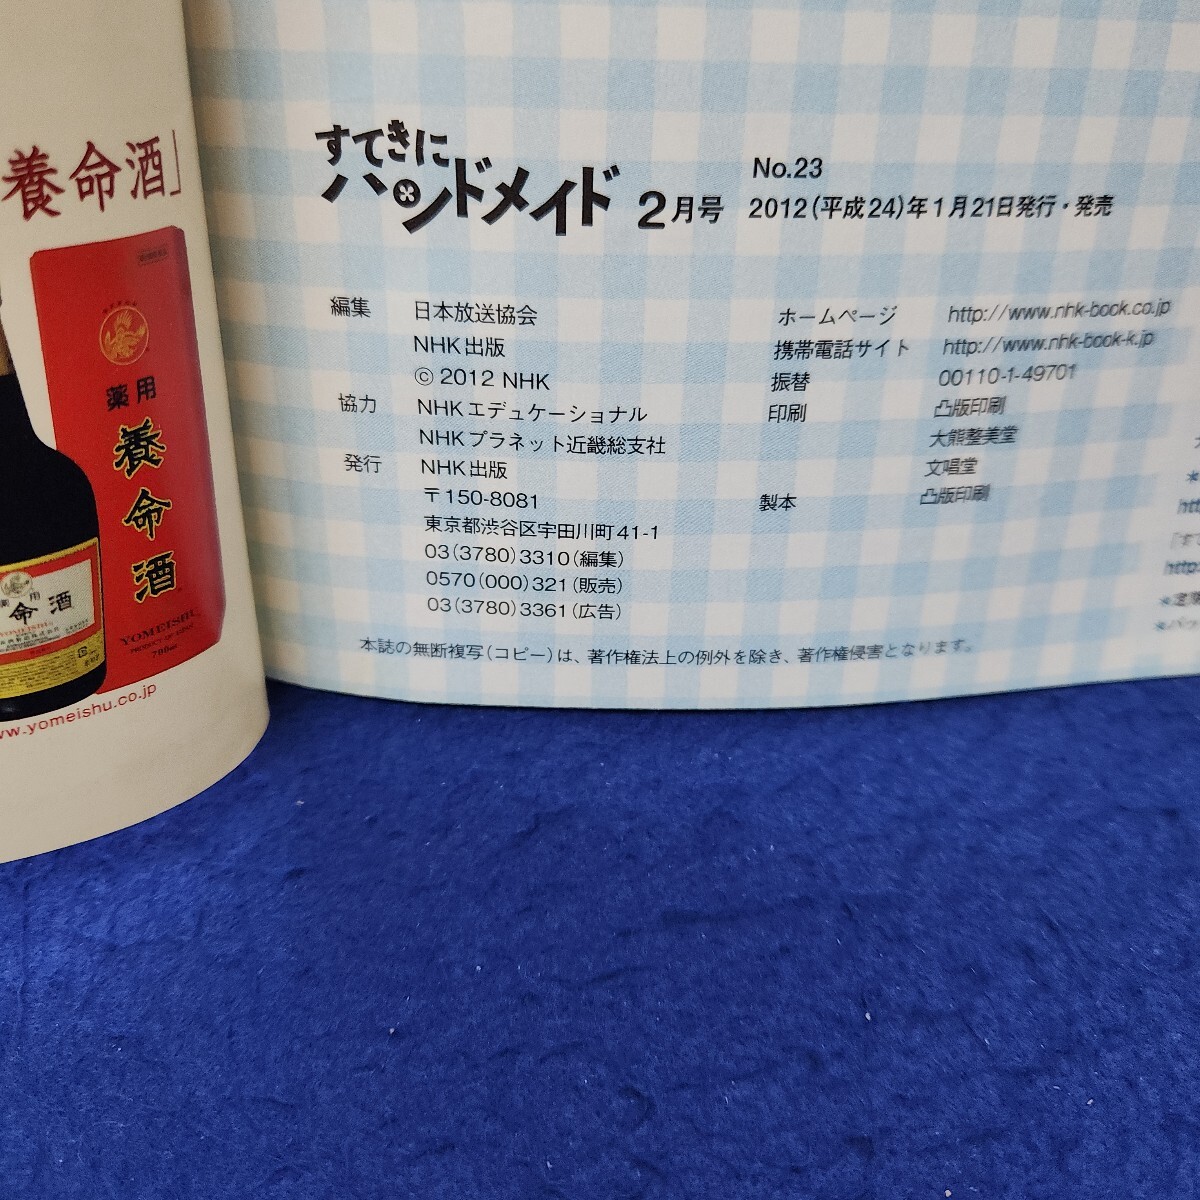 養命酒」
薬用
養命酒
YOMEISHU
PRODUCT OF
薬用
命酒
YOMEISHU
www.yomeishu.co.jp
すてきに
ハンドメイド 2月号
No.23
2012(平成24)年1月21日発行・発売
編集 日本放送協会
NHK出版
© 2012 NHK
協力 NHKエデュケーショナル
NHKプラネット近畿総支社
発行 NHK出版
〒150-8081
東京都渋谷区宇田川町41-1
03(3780)3310(編集)
0570(000)321(販売)
03(3780)3361(広告)
ホームページ http://www.nhk-book.co.jp
携帯電話サイト http://www.nhk-book-k.jp
振替 00110-1-49701
印刷 凸版印刷
大熊整美堂
文唱堂
製本 凸版印刷
本誌の無断複写(コピー)は、著作権法上の例外を除き、著作権侵害となります。